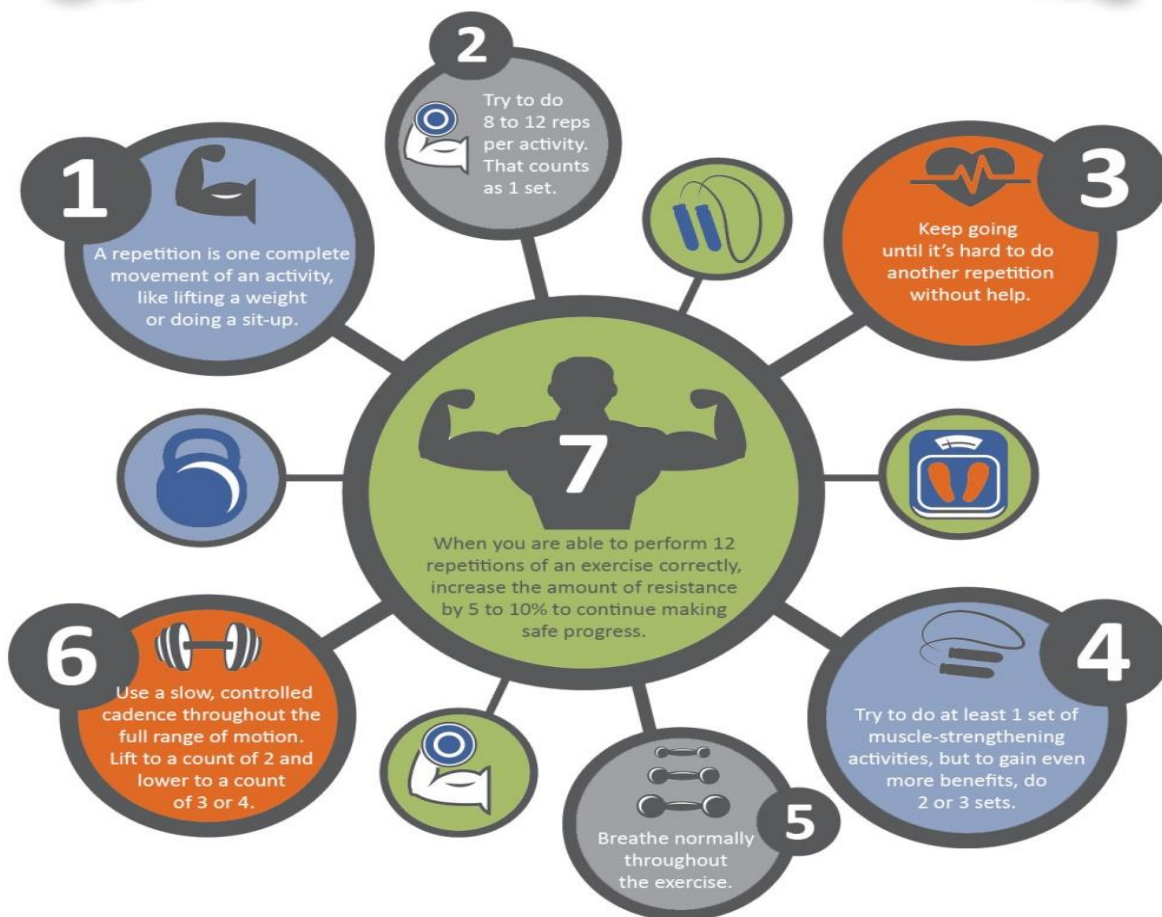 1
A repetition is one complete
movement of an activity,
like lifting a weight
or doing a sit-up.
2
Try to do
8 to 12 reps
per activity.
That counts
as 1 set.
3
Keep going
until it's hard to do
another repetition
without help.
4
Try to do at least 1 set of
muscle-strengthening
activities, but to gain even
more benefits, do
2 or 3 sets.
5
Breathe normally
throughout
the exercise.
6
Use a slow, controlled
cadence throughout the
full range of motion.
Lift to a count of 2 and
lower to a count
of 3 or 4.
7
When you are able to perform 12
repetitions of an exercise correctly,
increase the amount of resistance
by 5 to 10% to continue making
safe progress.